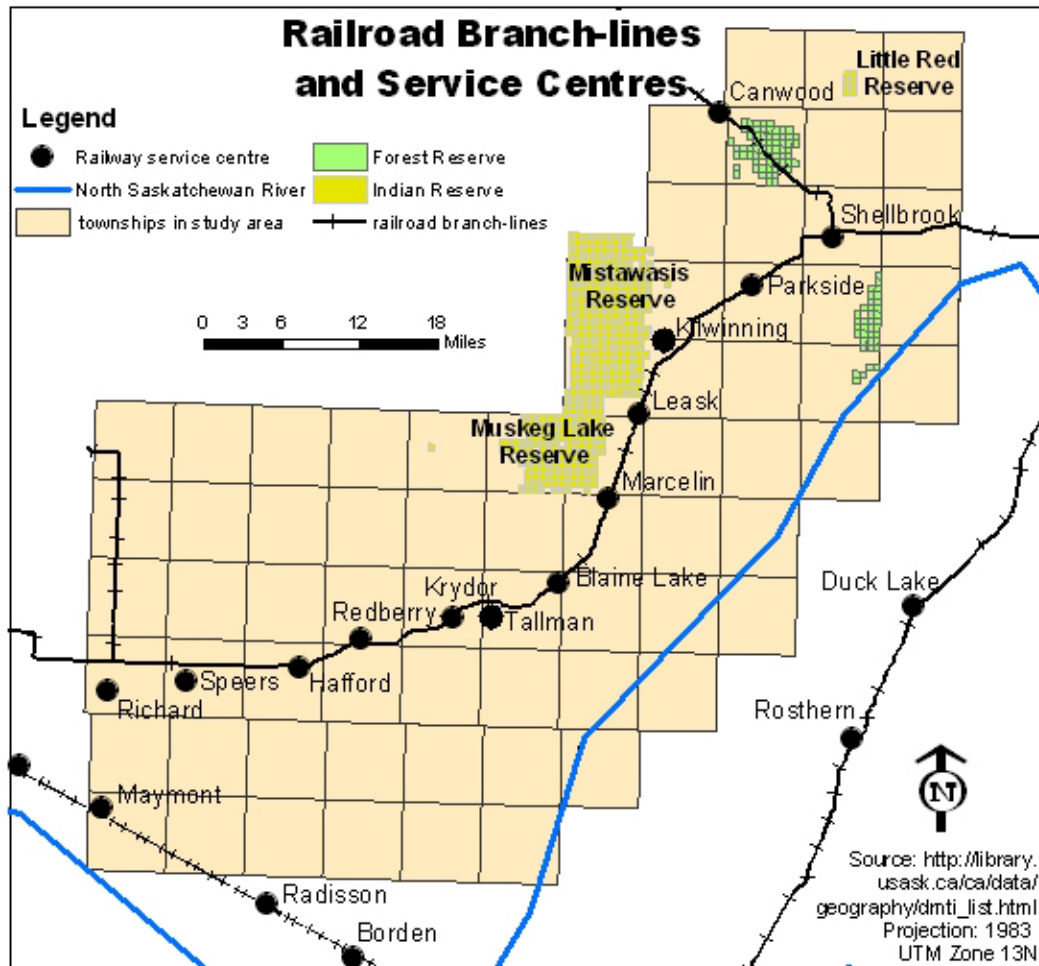 Railroad Branch-lines
and Service Centres
Little Red
Reserve
Canwood
Legend
Railway service centre
Forest Reserve
North Saskatchewan River
Indian Reserve
townships in study area
railroad branch-lines
Shellbrook
Mistawasis
Reserve
Parkside
0 3 6 12 18
Miles
Kilwinning
Leask
Muskeg Lake
Reserve
Marcelin
Blaine Lake
Duck Lake
Krydor
Redberry
Tallman
Speers
Hafford
Richard
Rosthern
Maymont
N
Radisson
Borden
Source: http://library.
usask.ca/ca/data/
geography/dmti_list.html
Projection: 1983
UTM Zone 13N